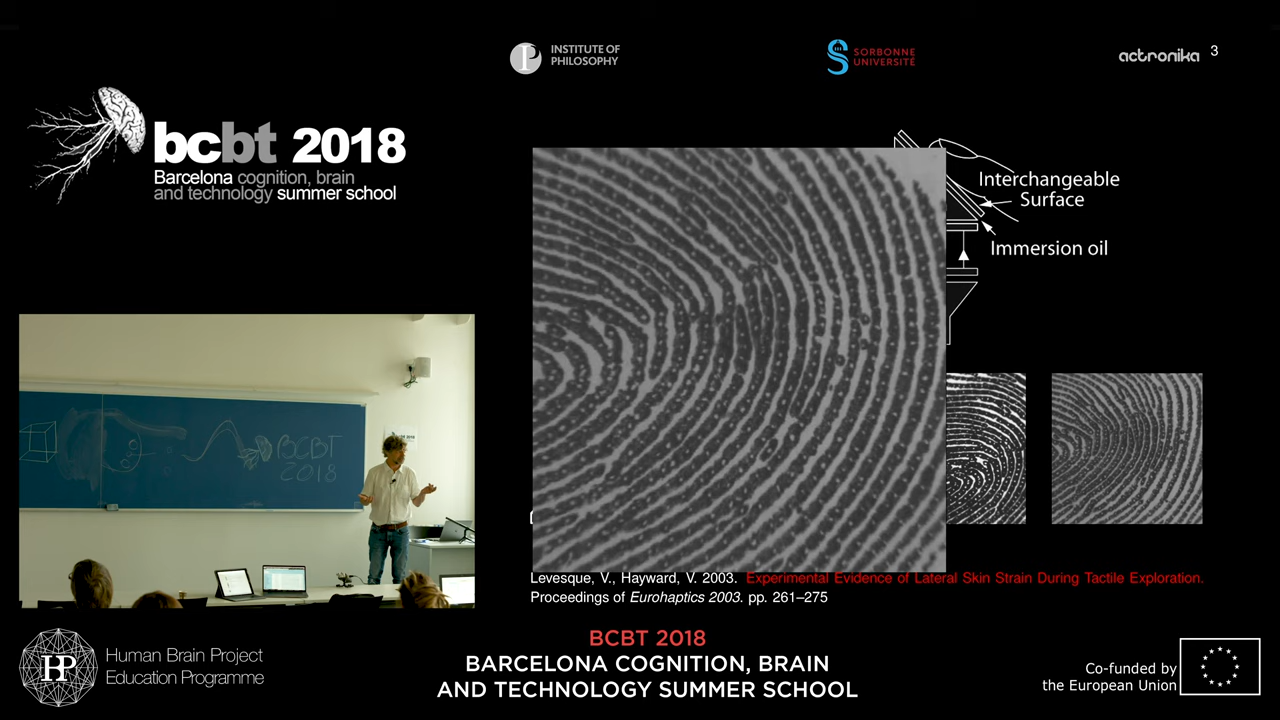 INSTITUTE OF
PHILOSOPHY
SORBONNE
UNIVERSITÉ
actronika
3
bcbt 2018
Barcelona cognition, brain
and technology summer school
Interchangeable
Surface
Immersion oil
BCBT
2018
Levesque, V., Hayward, V. 2003. Experimental Evidence of Lateral Skin Strain During Tactile Exploration.
Proceedings of Eurohaptics 2003. pp. 261–275
HP
Human Brain Project
Education Programme
BCBT 2018
BARCELONA COGNITION, BRAIN
AND TECHNOLOGY SUMMER SCHOOL
Co-funded by
the European Union